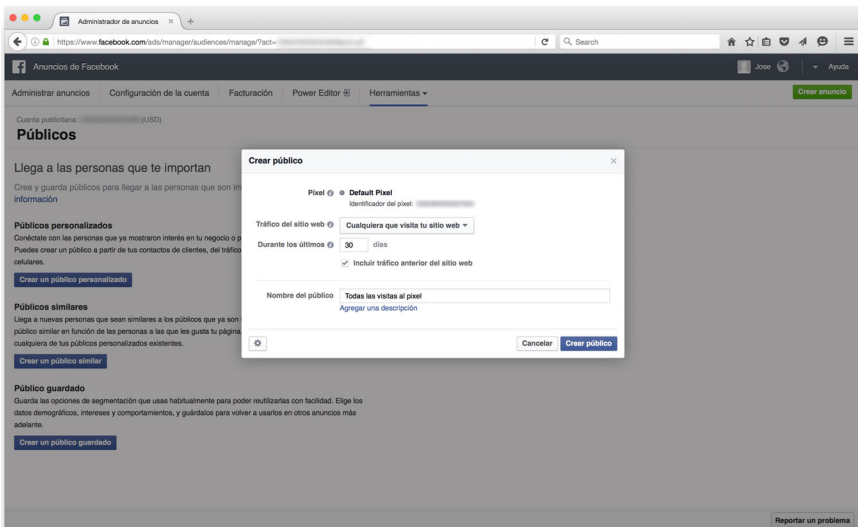 Administrador de anuncios
https://www.facebook.com/ads/manager/audiences/manage/?act=
Search
Anuncios de Facebook
Jose
Ayuda
Administrar anuncios
Configuración de la cuenta
Facturación
Power Editor
Herramientas
Crear anuncio
Cuenta publicitaria: (USD)
Públicos
Llega a las personas que te importan
Crea y guarda públicos para llegar a las personas que son im
información
Públicos personalizados
Conéctate con las personas que ya mostraron interés en tu negocio o p
Puedes crear un público a partir de tus contactos de clientes, del tráfico
celulares.
Crear un público personalizado
Públicos similares
Llega a nuevas personas que sean similares a los públicos que ya son
público similar en función de las personas a las que les gusta tu página,
cualquiera de tus públicos personalizados existentes.
Crear un público similar
Público guardado
Guarda las opciones de segmentación que usas habitualmente para poder reutilizarlas con facilidad. Elige los
datos demográficos, intereses y comportamientos, y guárdalos para volver a usarlos en otros anuncios más
adelante.
Crear un público guardado
Crear público
Píxel Default Pixel
Identificador del píxel:
Tráfico del sitio web Cualquiera que visita tu sitio web
Durante los últimos 30 días
Incluir tráfico anterior del sitio web
Nombre del público Todas las visitas al pixel
Agregar una descripción
Cancelar
Crear público
Reportar un problema